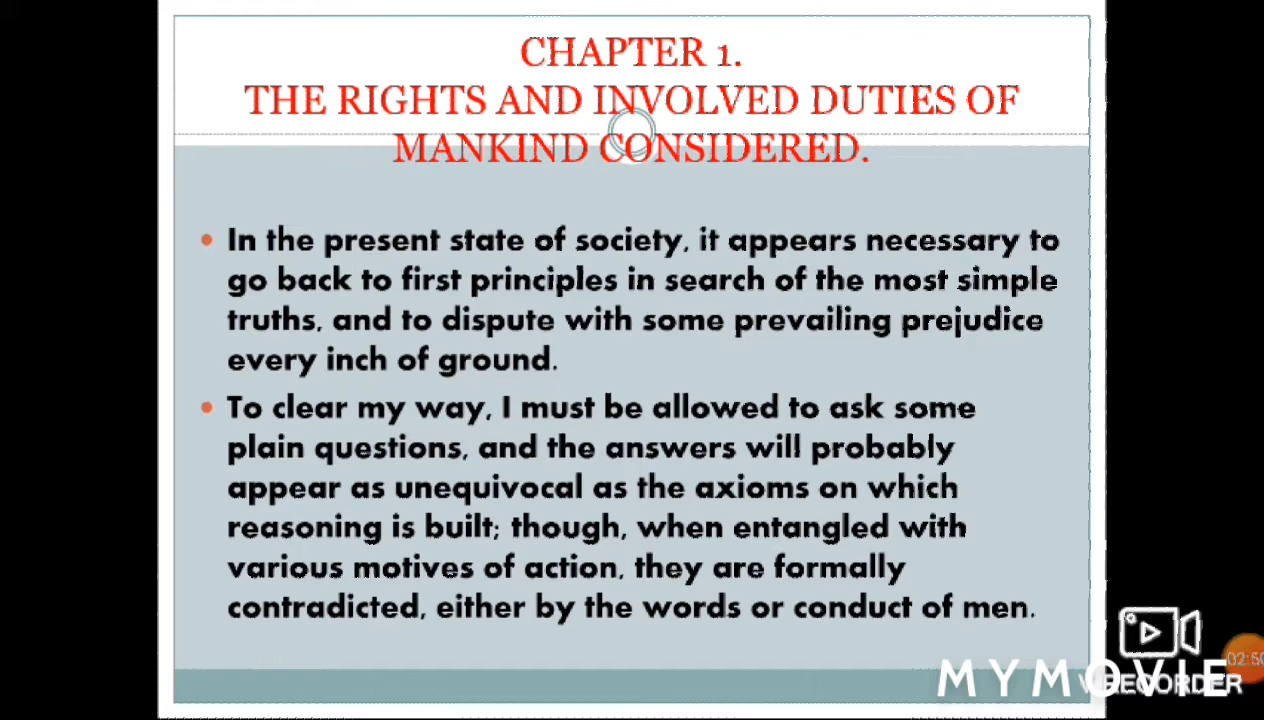 CHAPTER 1.
THE RIGHTS AND INVOLVED DUTIES OF
MANKIND CONSIDERED.
• In the present state of society, it appears necessary to
go back to first principles in search of the most simple
truths, and to dispute with some prevailing prejudice
every inch of ground.
• To clear my way, I must be allowed to ask some
plain questions, and the answers will probably
appear as unequivocal as the axioms on which
reasoning is built; though, when entangled with
various motives of action, they are formally
contradicted, either by the words or conduct of men.
02:50
MYMOVIE
RECORDER